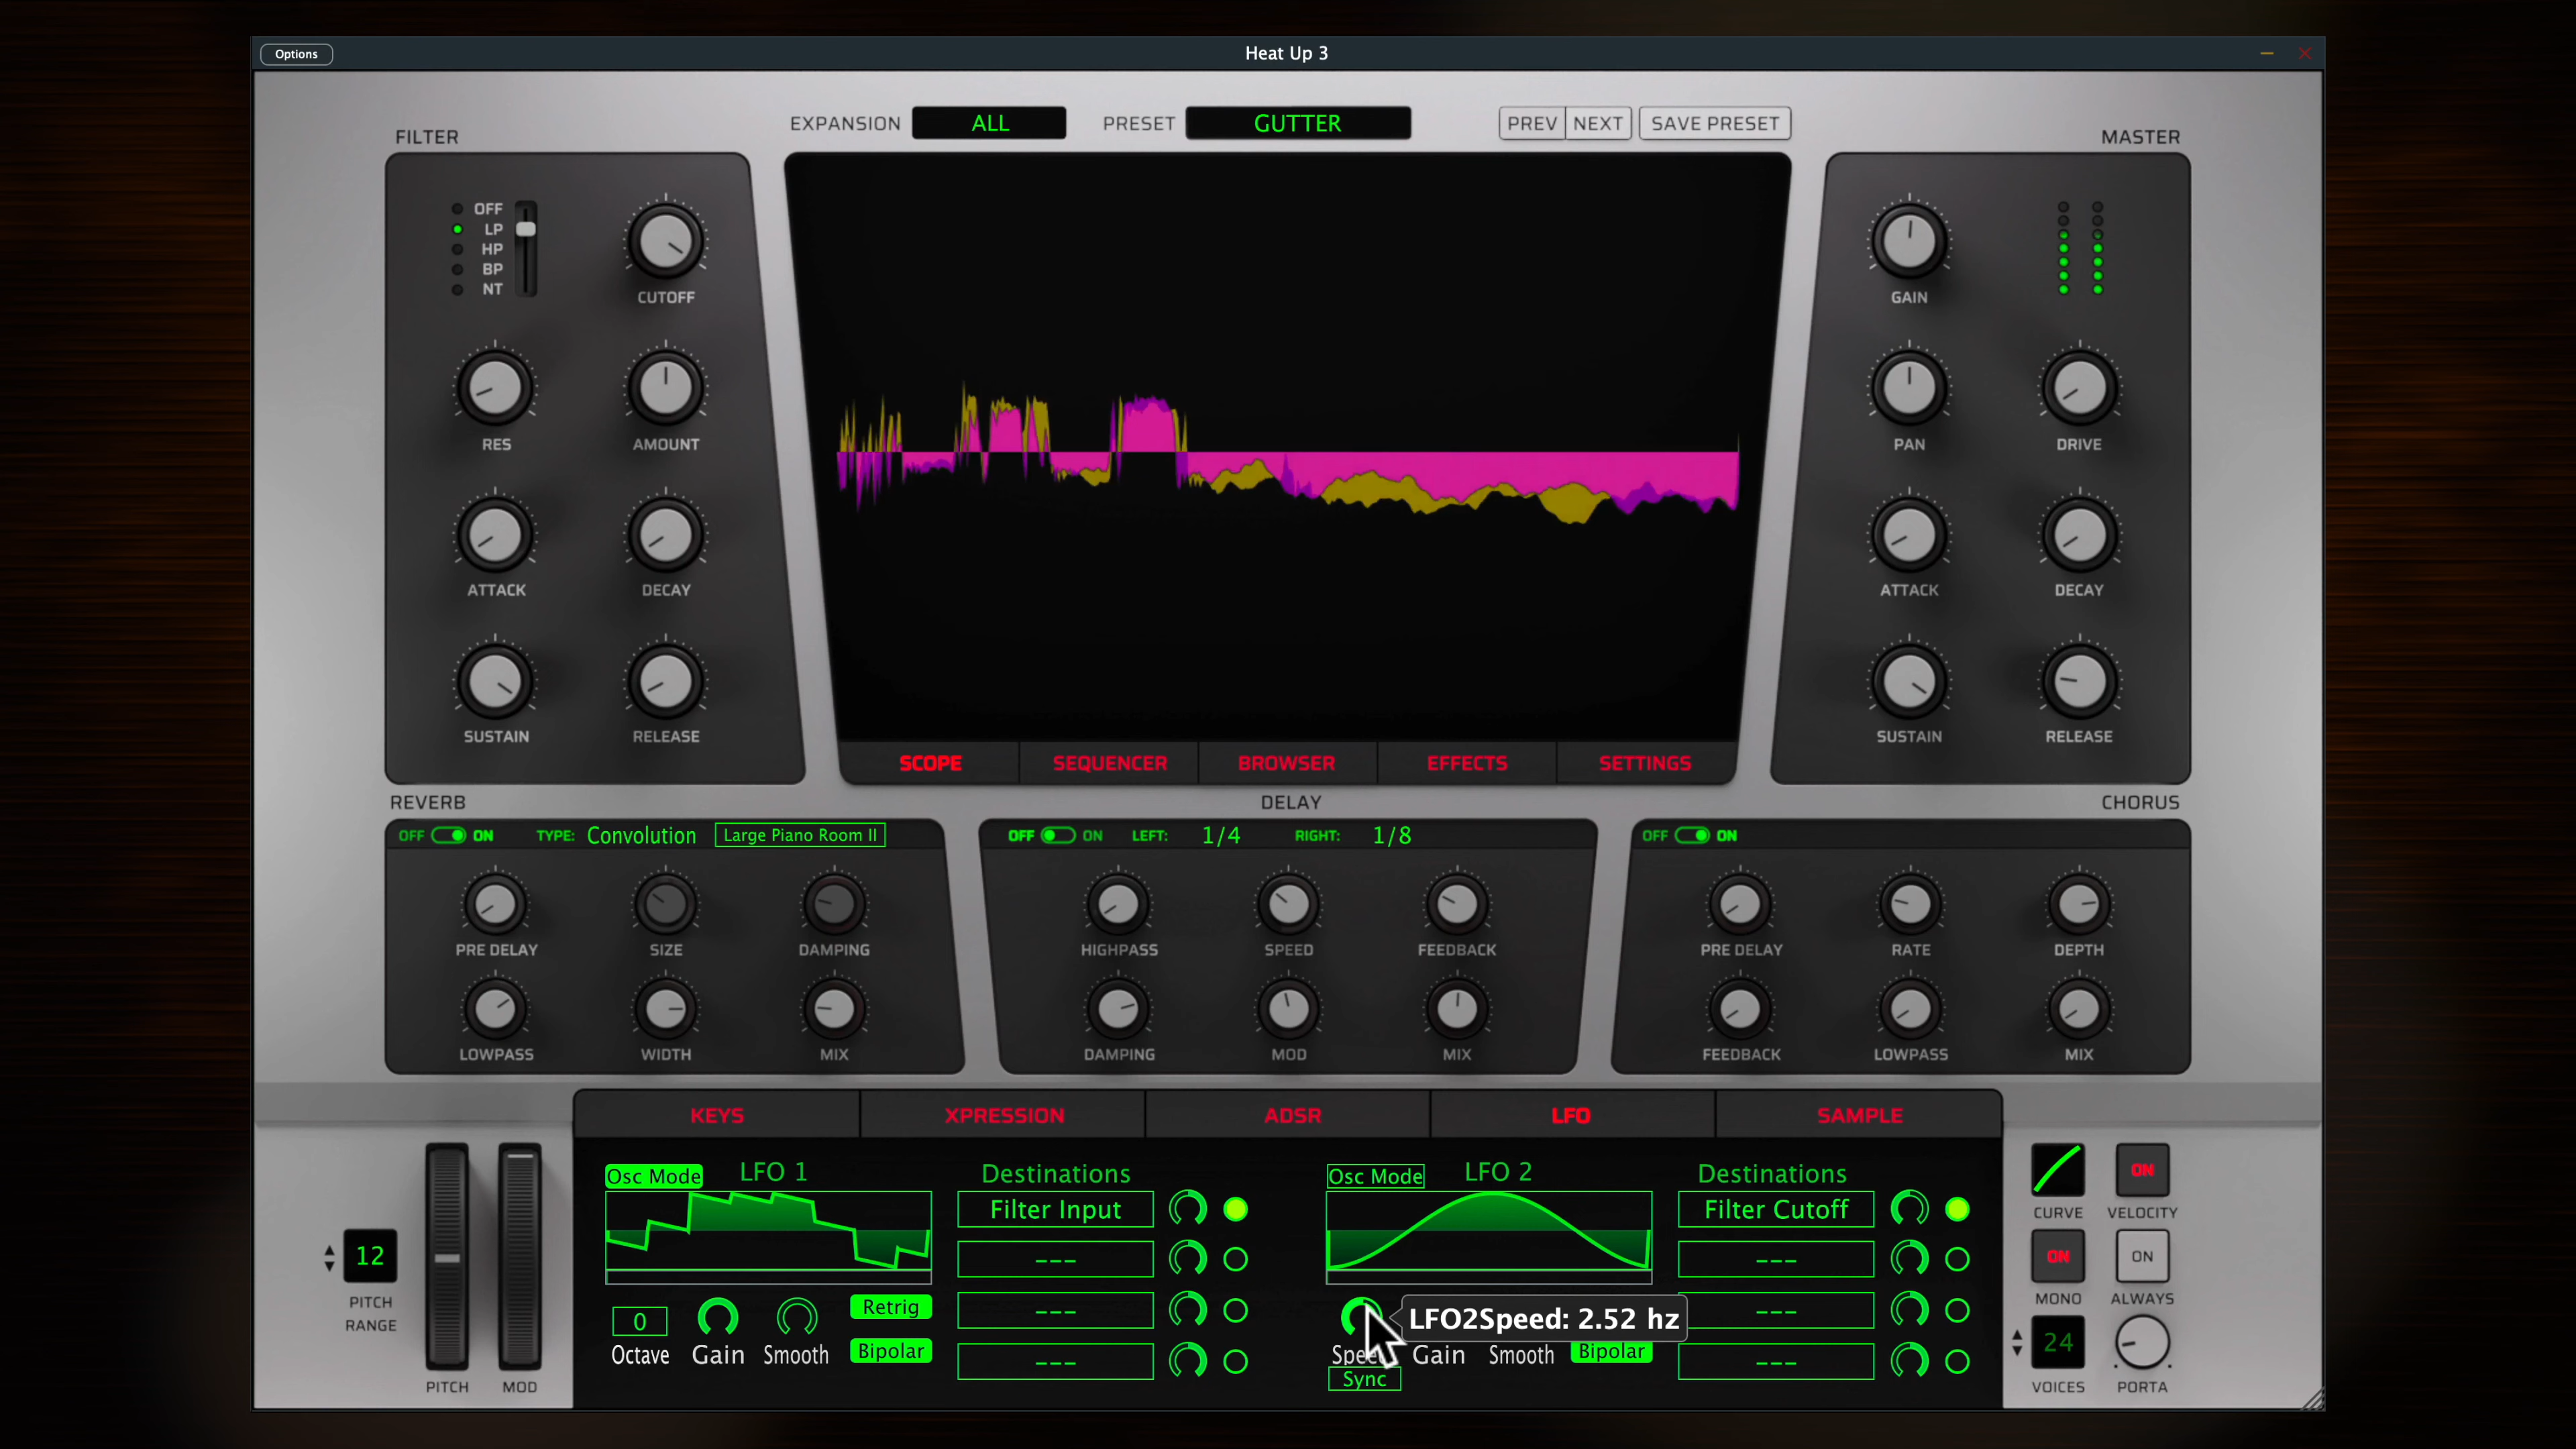 Options
Heat Up 3
EXPANSION ALL PRESET GUTTER PREV NEXT SAVE PRESET
FILTER
OFF
LP
HP
BP
NT
CUTOFF
RES AMOUNT
ATTACK DECAY
SUSTAIN RELEASE
SCOPE SEQUENCER BROWSER EFFECTS SETTINGS
MASTER
GAIN
PAN DRIVE
ATTACK DECAY
SUSTAIN RELEASE
REVERB
OFF ON TYPE: Convolution Large Piano Room II
PRE DELAY SIZE DAMPING
LOWPASS WIDTH MIX
DELAY
OFF ON LEFT: 1/4 RIGHT: 1/8
HIGHPASS SPEED FEEDBACK
DAMPING MOD MIX
CHORUS
OFF ON
PRE DELAY RATE DEPTH
FEEDBACK LOWPASS MIX
KEYS XPRESSION ADSR LFO SAMPLE
12
PITCH
RANGE
PITCH MOD
Osc Mode LFO 1
0 Retrig
Octave Gain Smooth Bipolar
Destinations
Filter Input
---
---
---
Osc Mode LFO 2
LFO2Speed: 2.52 hz
Gain Smooth Bipolar
Sync
Destinations
Filter Cutoff
---
---
---
ON
CURVE VELOCITY
ON ON
MONO ALWAYS
24
VOICES PORTA